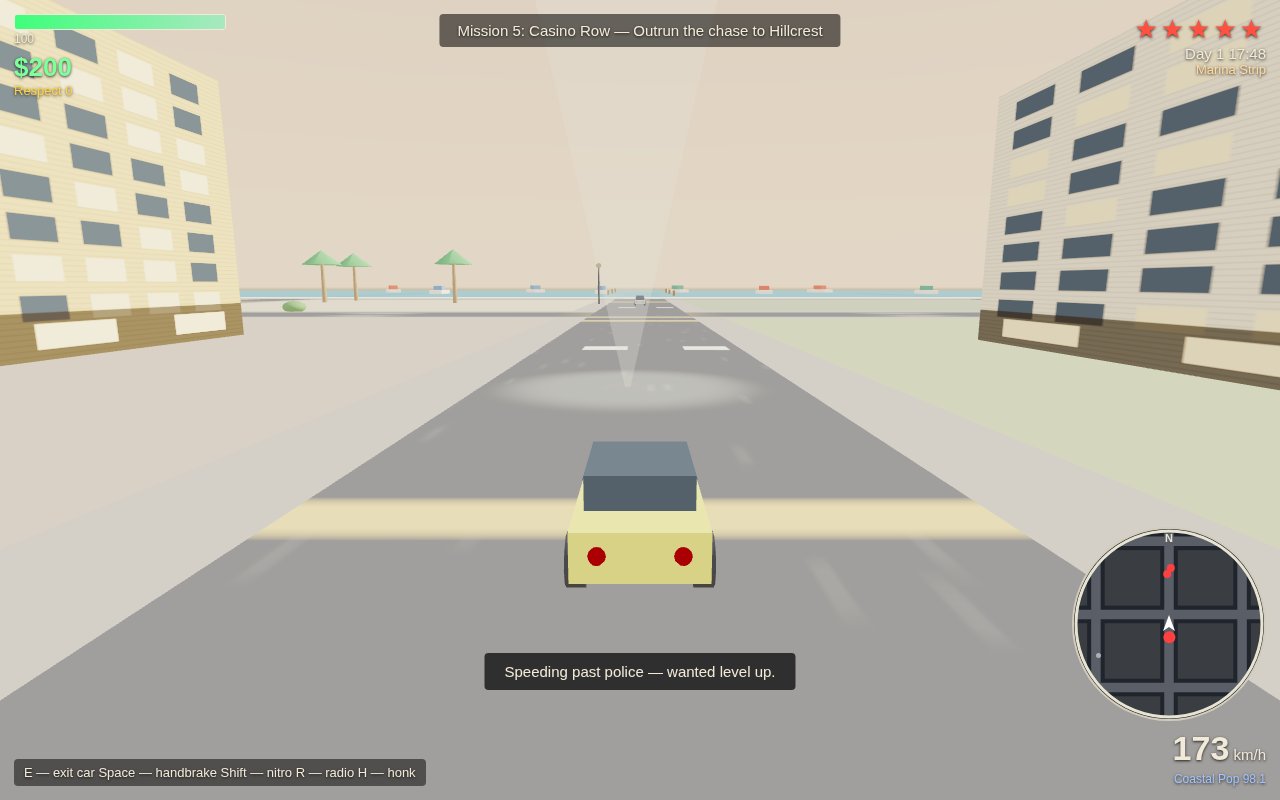 Mission 5: Casino Row — Outrun the chase to Hillcrest
100
$200
Respect 0
Day 1 17:48
Marina Strip
N
Speeding past police — wanted level up.
173 km/h
Coastal Pop 98.1
E — exit car Space — handbrake Shift — nitro R — radio H — honk